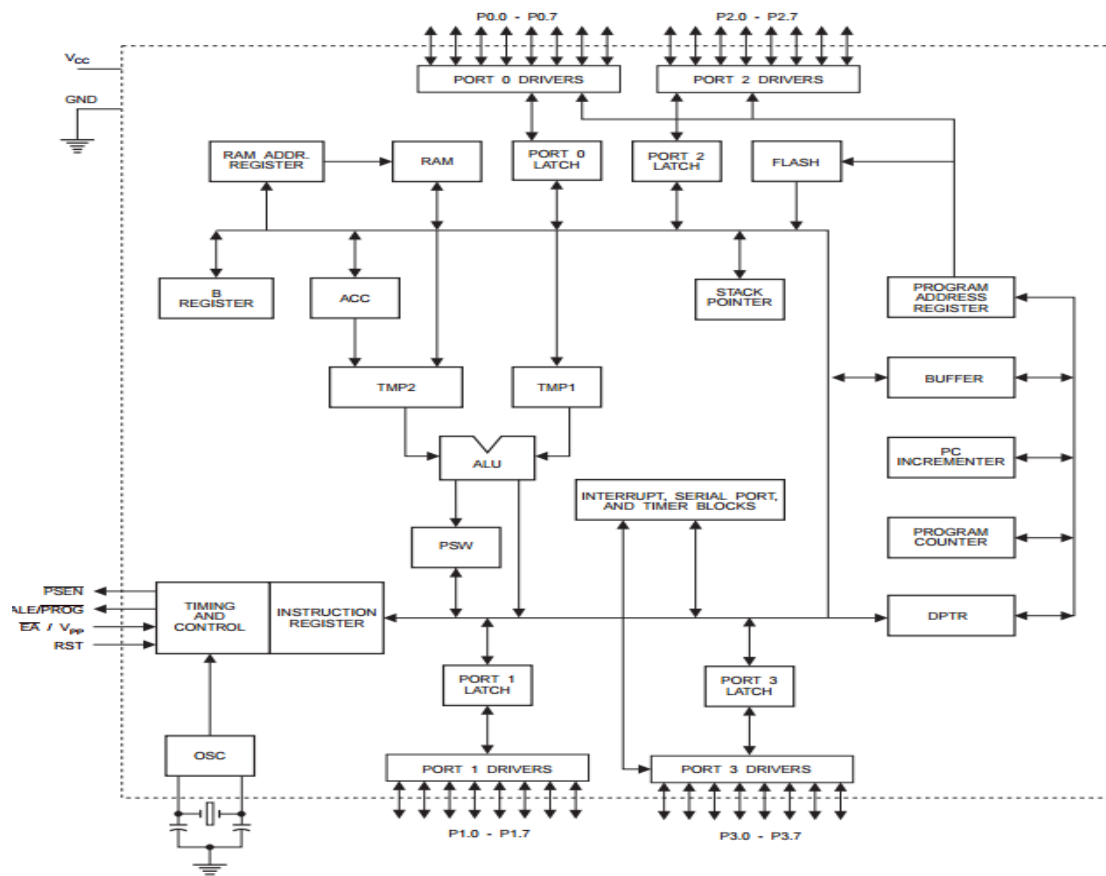 P0.0 - P0.7
P2.0 - P2.7
VCC
GND
PORT 0 DRIVERS
PORT 2 DRIVERS
RAM ADDR.
REGISTER
RAM
PORT 0
LATCH
PORT 2
LATCH
FLASH
B
REGISTER
ACC
STACK
POINTER
PROGRAM
ADDRESS
REGISTER
TMP2
TMP1
BUFFER
ALU
PC
INCREMENTER
INTERRUPT, SERIAL PORT,
AND TIMER BLOCKS
PSW
PROGRAM
COUNTER
PSEN
ALE/PROG
EA / VPP
RST
TIMING
AND
CONTROL
INSTRUCTION
REGISTER
DPTR
PORT 1
LATCH
PORT 3
LATCH
OSC
PORT 1 DRIVERS
PORT 3 DRIVERS
P1.0 - P1.7
P3.0 - P3.7